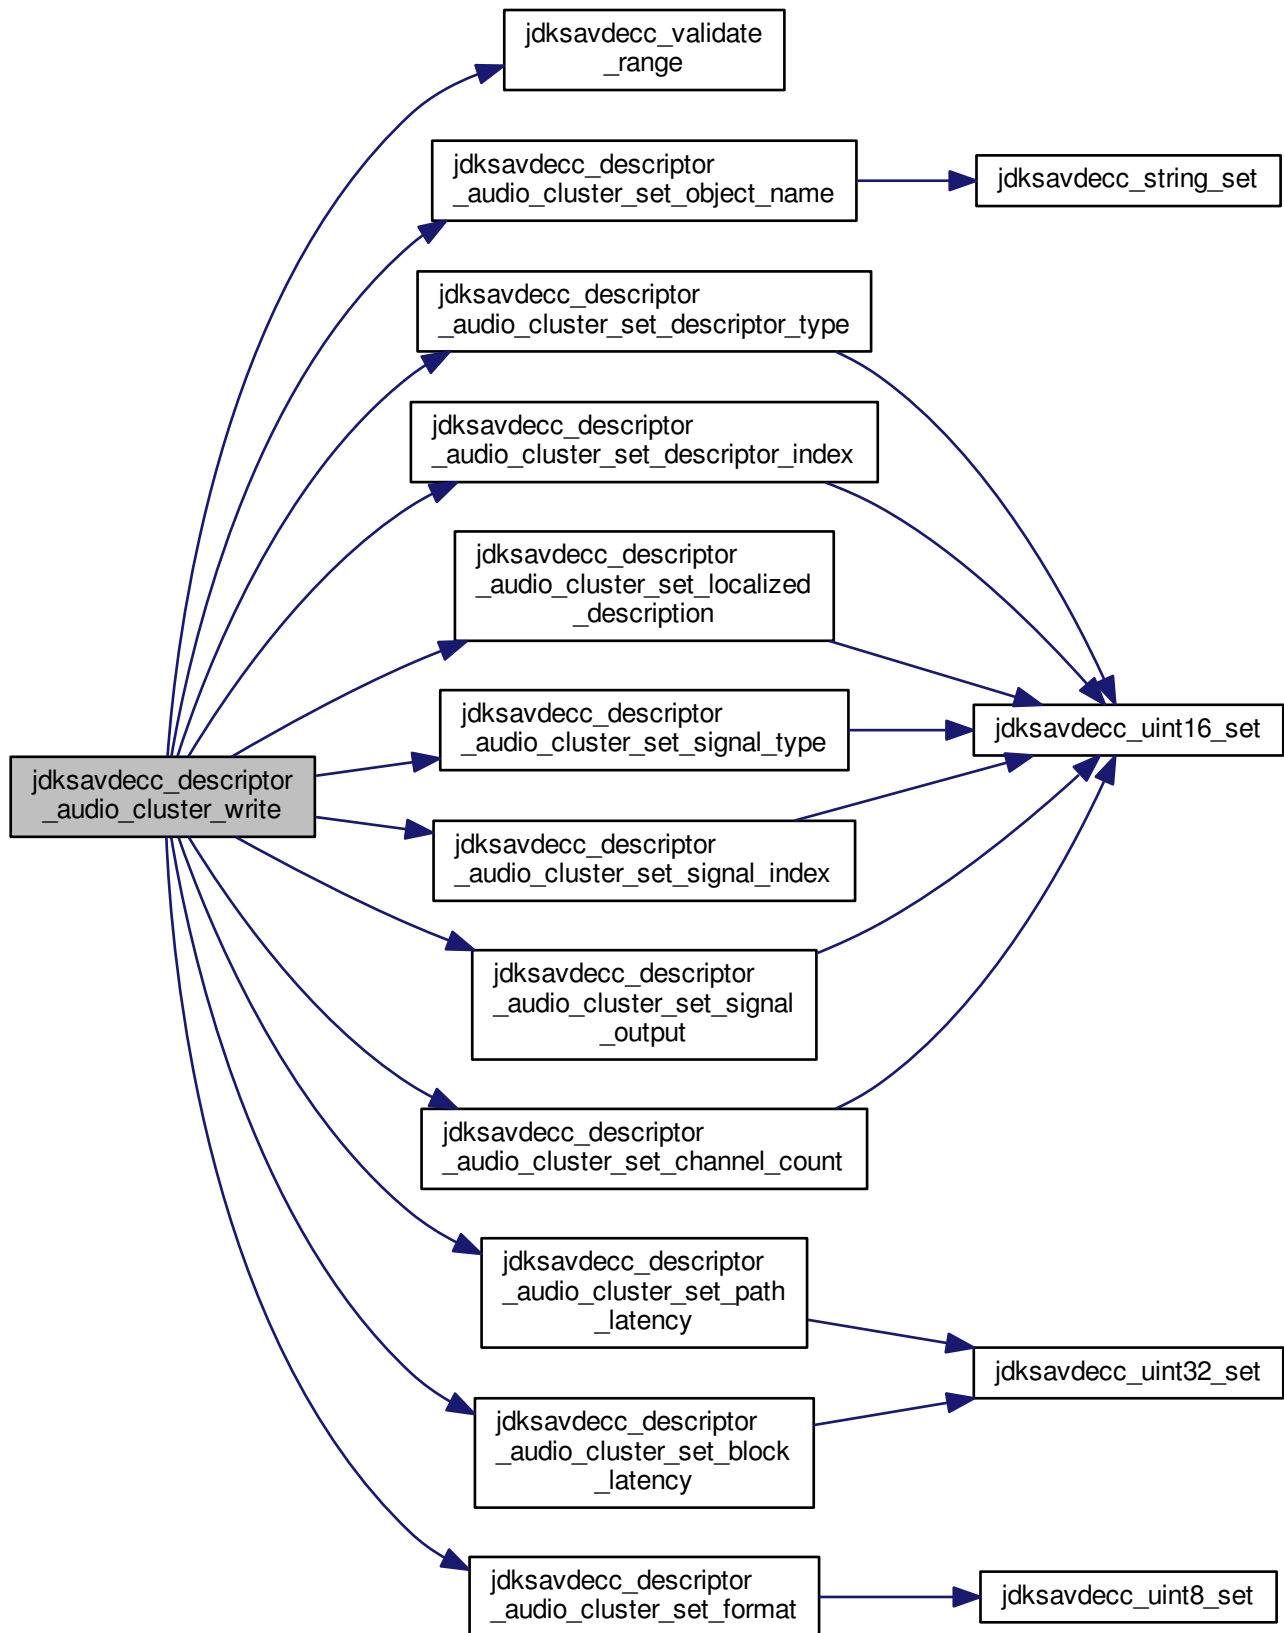 jdksavdecc_validate
_range
jdksavdecc_descriptor
_audio_cluster_set_object_name
jdksavdecc_string_set
jdksavdecc_descriptor
_audio_cluster_set_descriptor_type
jdksavdecc_descriptor
_audio_cluster_set_descriptor_index
jdksavdecc_descriptor
_audio_cluster_set_localized
_description
jdksavdecc_descriptor
_audio_cluster_set_signal_type
jdksavdecc_uint16_set
jdksavdecc_descriptor
_audio_cluster_write
jdksavdecc_descriptor
_audio_cluster_set_signal_index
jdksavdecc_descriptor
_audio_cluster_set_signal
_output
jdksavdecc_descriptor
_audio_cluster_set_channel_count
jdksavdecc_descriptor
_audio_cluster_set_path
_latency
jdksavdecc_uint32_set
jdksavdecc_descriptor
_audio_cluster_set_block
_latency
jdksavdecc_descriptor
_audio_cluster_set_format
jdksavdecc_uint8_set